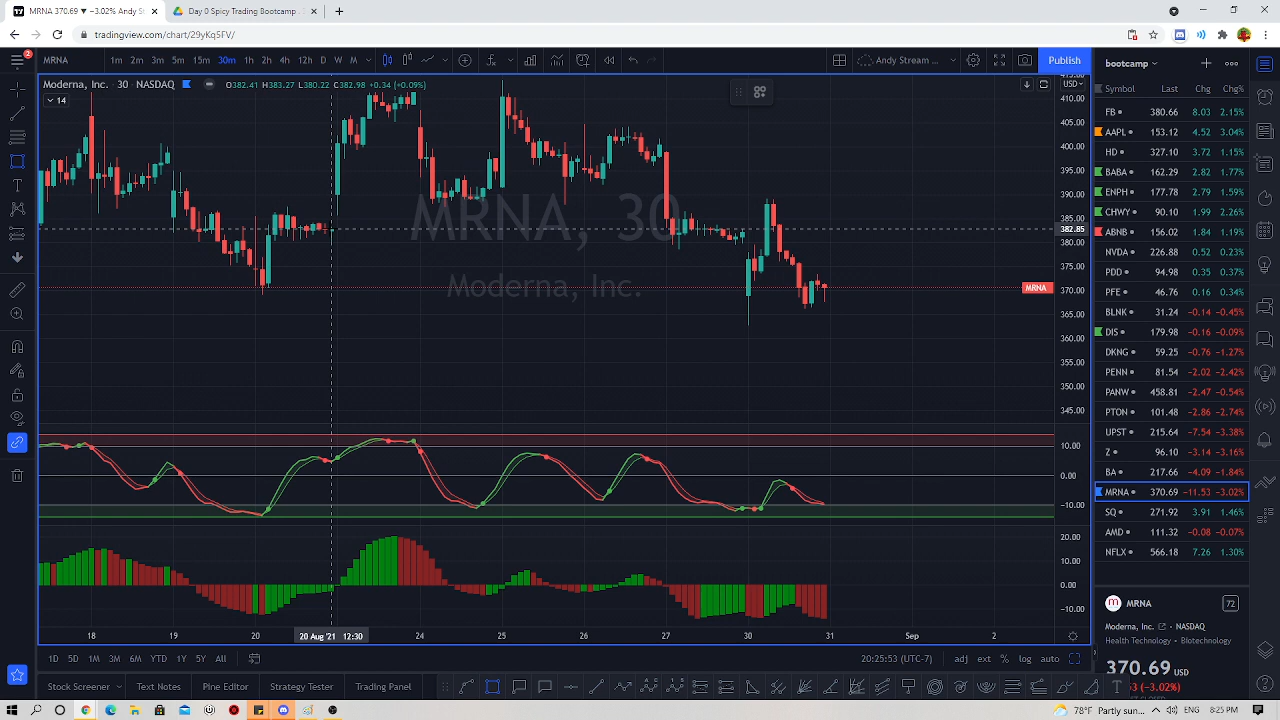 MRNA 370.69 ▼ −3.02% Andy S
Day 0 Spicy Trading Bootcamp -
tradingview.com/chart/29yKq5FV/
2
MRNA
1m 2m 3m 5m 15m 30m 1h 2h 4h 12h D W M
Andy Stream ...
Publish
Moderna, Inc. 30 NASDAQ O382.41 H383.27 L380.22 C382.98 +0.34 (+0.09%)
14
USD
MRNA, 30
Moderna, Inc.
415.00
410.00
405.00
400.00
395.00
390.00
385.00
382.85
380.00
375.00
370.00
MRNA
365.00
360.00
355.00
350.00
345.00
10.00
0.00
−10.00
20.00
10.00
0.00
−10.00
18 19 20 20 Aug '21 12:30 24 25 26 27 30 31 Sep 2
1D 5D 1M 3M 6M YTD 1Y 5Y All
20:25:53 (UTC-7) adj ext % log auto
Stock Screener Text Notes Pine Editor Strategy Tester Trading Panel
bootcamp
Symbol Last Chg Chg%
FB 380.66 8.03 2.15%
AAPL 153.12 4.52 3.04%
HD 327.10 3.72 1.15%
BABA 162.29 2.82 1.77%
ENPH 177.78 2.79 1.59%
CHWY 90.10 1.99 2.26%
ABNB 156.02 1.84 1.19%
NVDA 226.88 0.52 0.23%
PDD 94.98 0.35 0.37%
PFE 46.76 0.16 0.34%
BLNK 31.24 −0.14 −0.45%
DIS 179.98 −0.16 −0.09%
DKNG 59.25 −0.76 −1.27%
PENN 81.54 −2.02 −2.42%
PANW 458.81 −2.47 −0.54%
PTON 101.48 −2.86 −2.74%
UPST 215.64 −7.54 −3.38%
Z 96.10 −3.14 −3.16%
BA 217.66 −4.09 −1.84%
MRNA 370.69 −11.53 −3.02%
SQ 271.92 3.91 1.46%
AMD 111.32 −0.08 −0.07%
NFLX 566.18 7.26 1.30%
MRNA 72
Moderna, Inc. NASDAQ
Health Technology • Biotechnology
370.69 USD
(−3.02%)
78°F Partly sun... ENG 8:25 PM